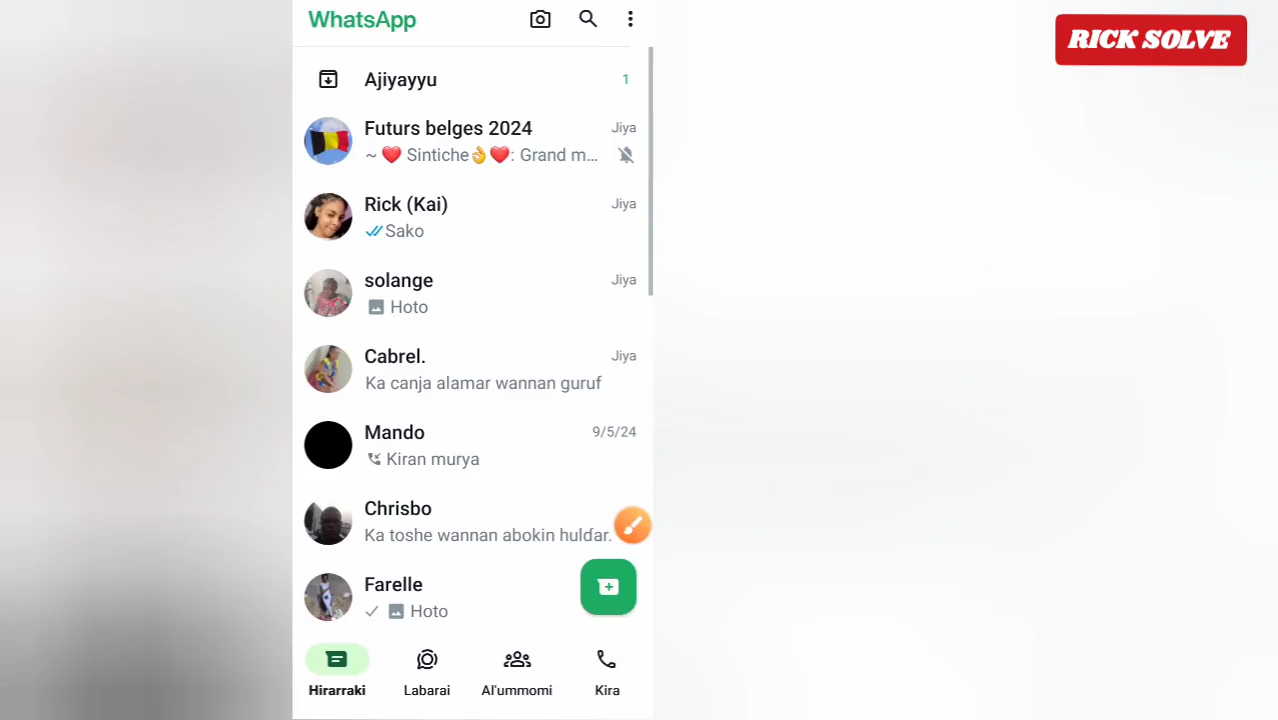 WhatsApp
RICK SOLVE
Ajiyayyu 1
Futurs belges 2024 Jiya
~ ❤️ Sintiche👌❤️: Grand m...
Rick (Kai) Jiya
Sako
solange Jiya
Hoto
Cabrel. Jiya
Ka canja alamar wannan guruf
Mando 9/5/24
Kiran murya
Chrisbo
Ka toshe wannan abokin hulɗar.
Farelle
Hoto
Hirarraki Labarai Al'ummomi Kira